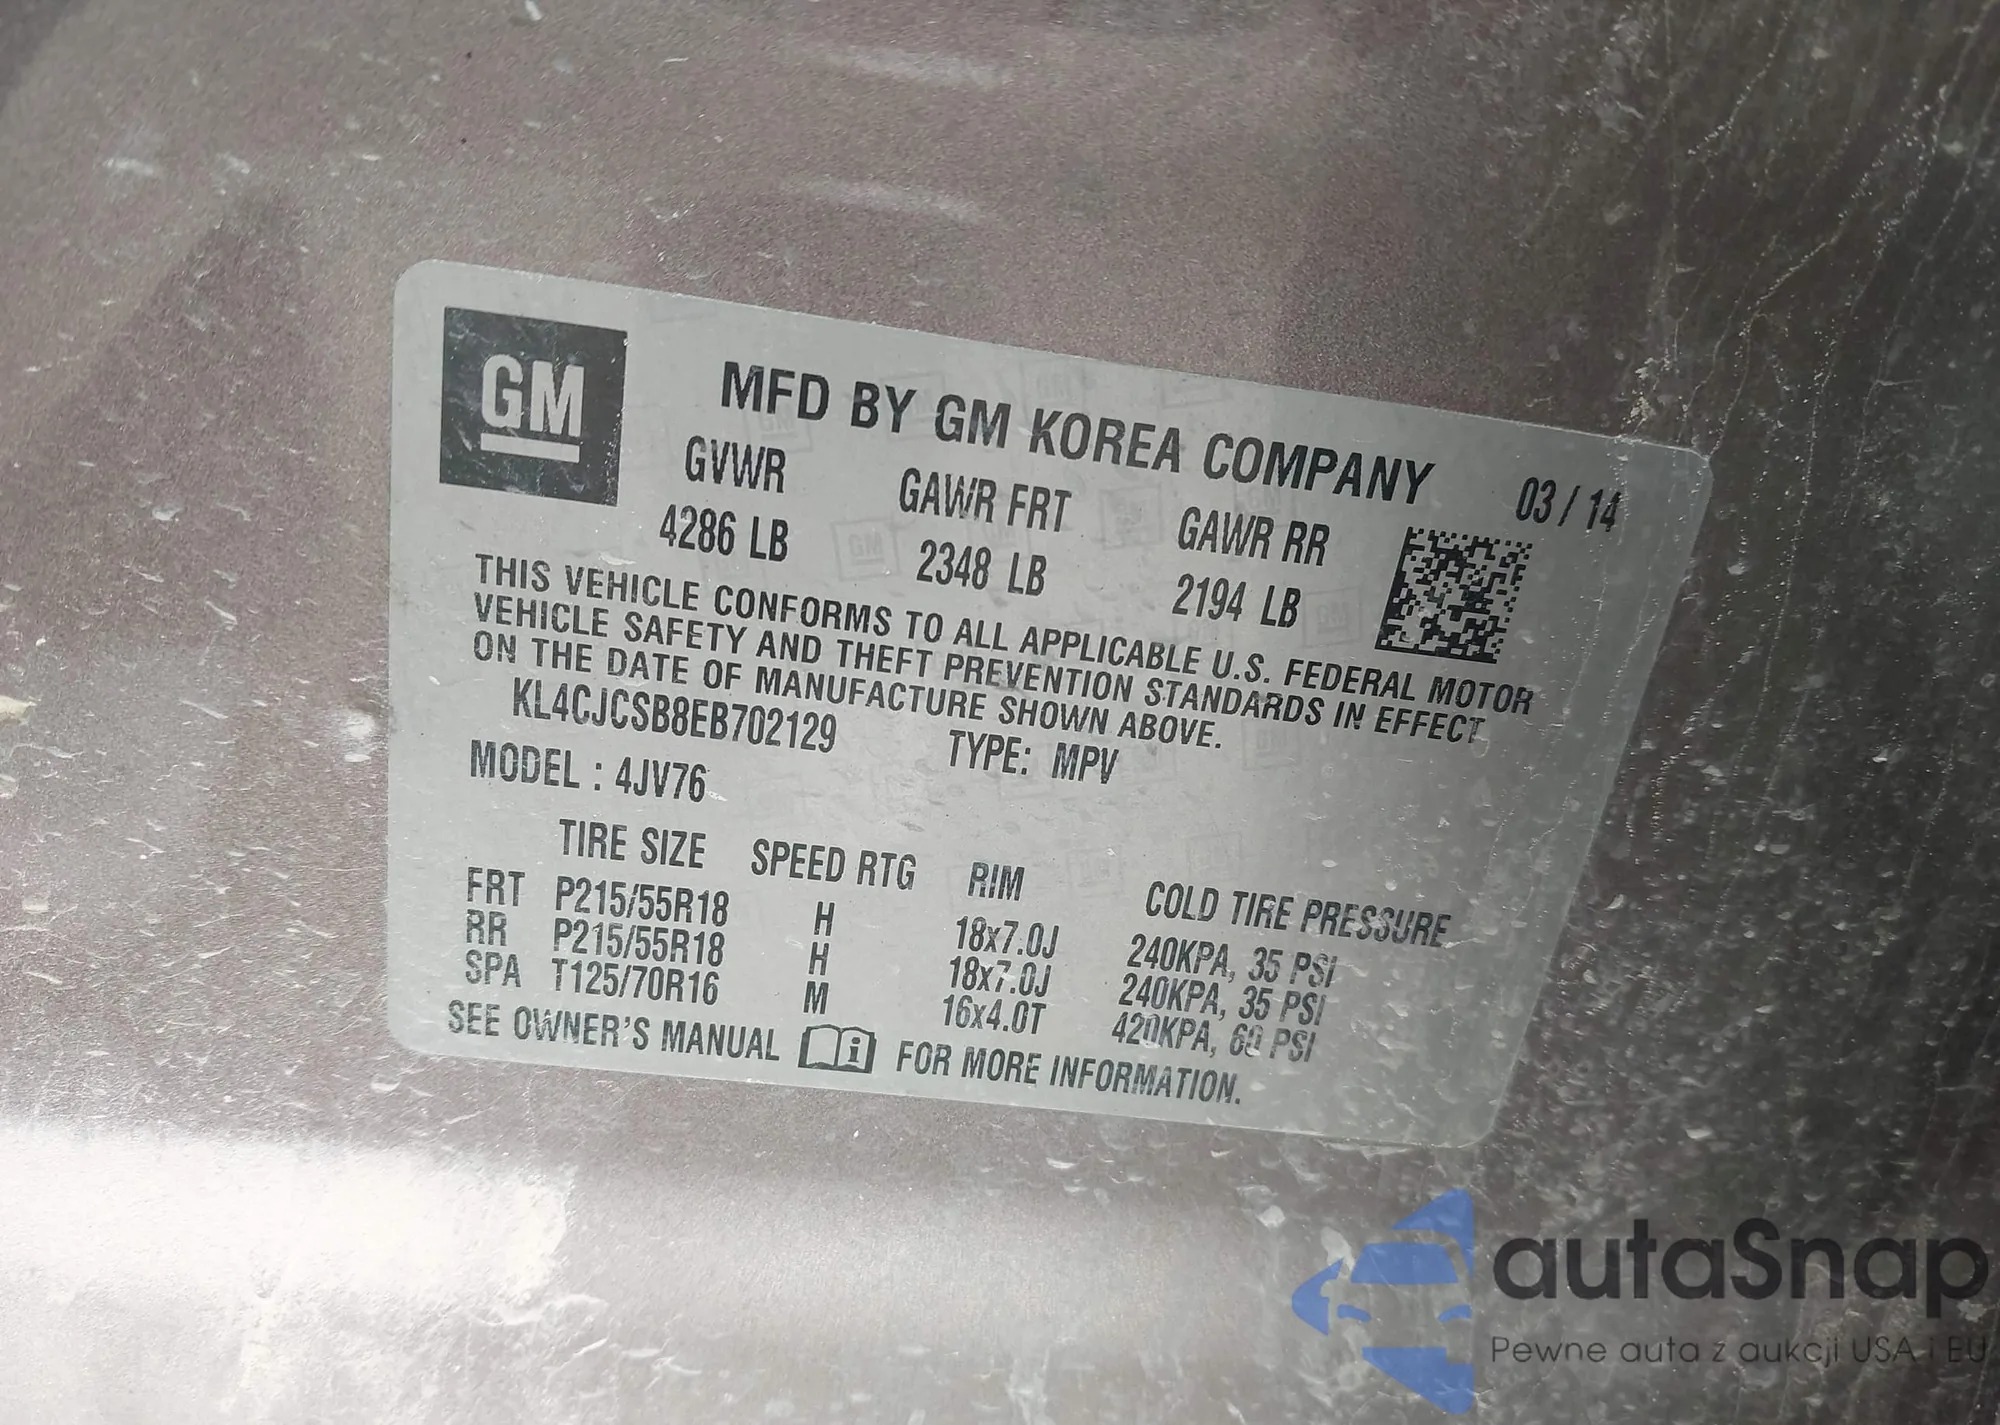 GM
MFD BY GM KOREA COMPANY 03 / 14
GVWR GAWR FRT GAWR RR
4286 LB 2348 LB 2194 LB
THIS VEHICLE CONFORMS TO ALL APPLICABLE U.S. FEDERAL MOTOR
VEHICLE SAFETY AND THEFT PREVENTION STANDARDS IN EFFECT
ON THE DATE OF MANUFACTURE SHOWN ABOVE.
KL4CJCSB8EB702129 TYPE: MPV
MODEL : 4JV76
TIRE SIZE SPEED RTG RIM COLD TIRE PRESSURE
FRT P215/55R18 H 18x7.0J 240KPA, 35 PSI
RR P215/55R18 H 18x7.0J 240KPA, 35 PSI
SPA T125/70R16 M 16x4.0T 420KPA, 60 PSI
SEE OWNER'S MANUAL FOR MORE INFORMATION.
autaSnap
Pewne auta z aukcji USA i EU